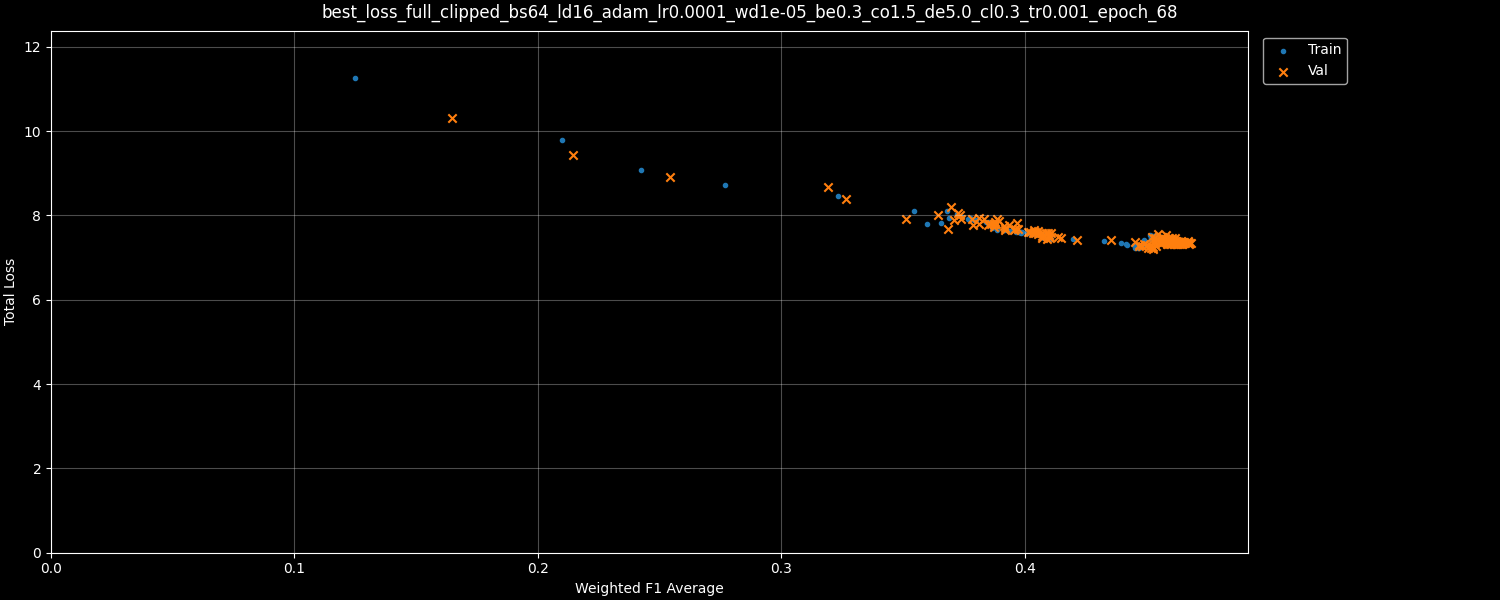 best_loss_full_clipped_bs64_ld16_adam_lr0.0001_wd1e-05_be0.3_co1.5_de5.0_cl0.3_tr0.001_epoch_68
Train
Val
12
10
8
6
4
2
0
Total Loss
0.0
0.1
0.2
0.3
0.4
Weighted F1 Average